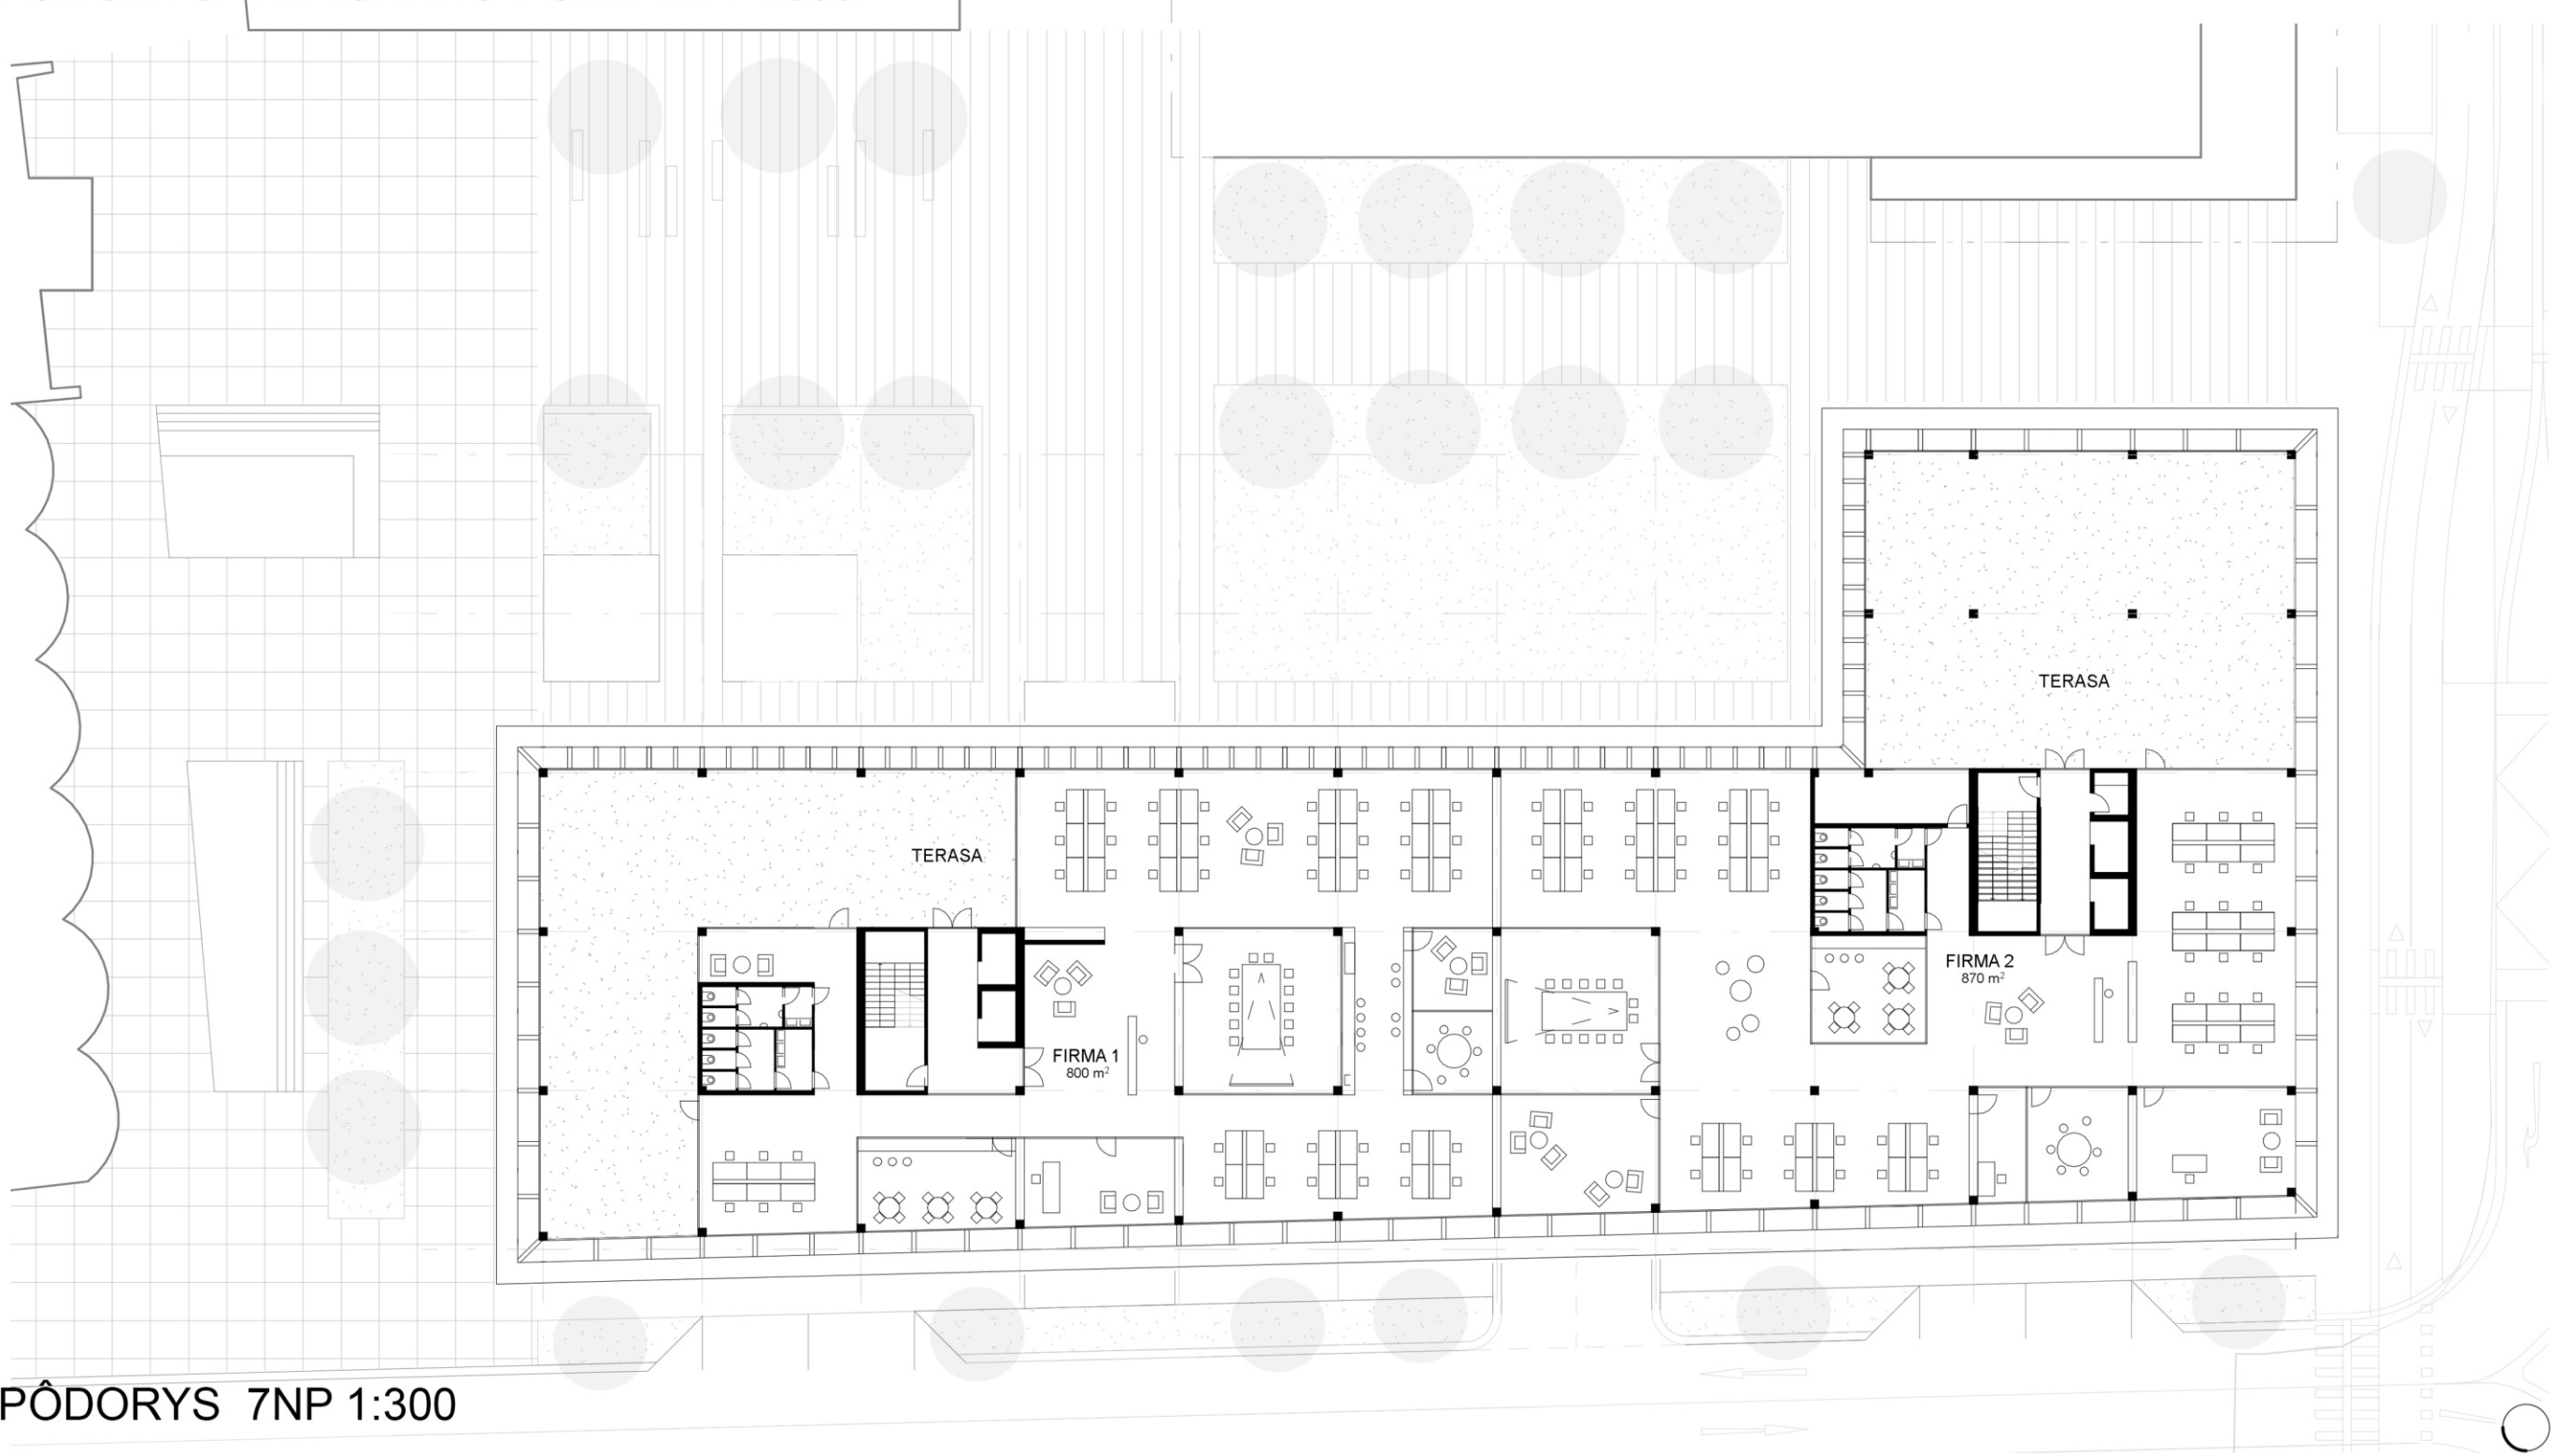 TERASA
TERASA
FIRMA 2
870 m²
FIRMA 1
800 m²
PÔDORYS 7NP 1:300